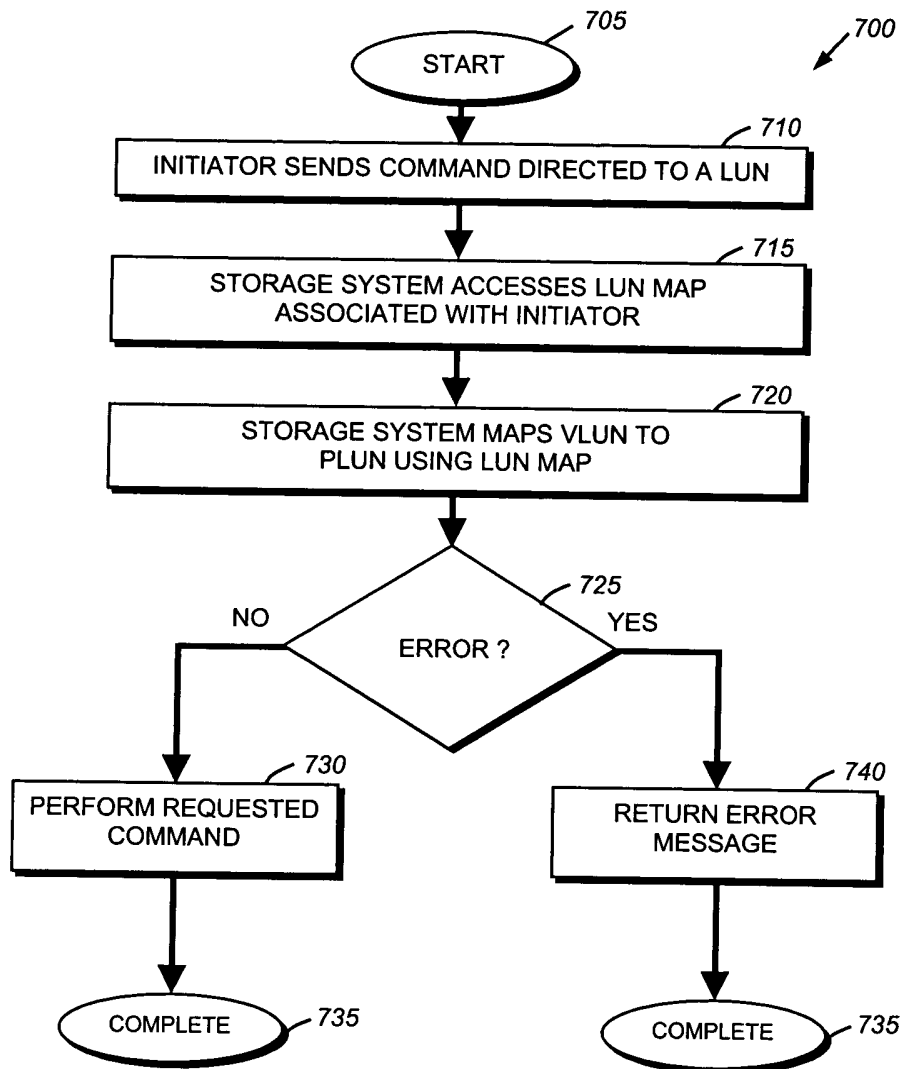 705
700
START
710
INITIATOR SENDS COMMAND DIRECTED TO A LUN
715
STORAGE SYSTEM ACCESSES LUN MAP
ASSOCIATED WITH INITIATOR
720
STORAGE SYSTEM MAPS VLUN TO
PLUN USING LUN MAP
725
NO
YES
ERROR ?
730
PERFORM REQUESTED
COMMAND
740
RETURN ERROR
MESSAGE
COMPLETE
735
COMPLETE
735